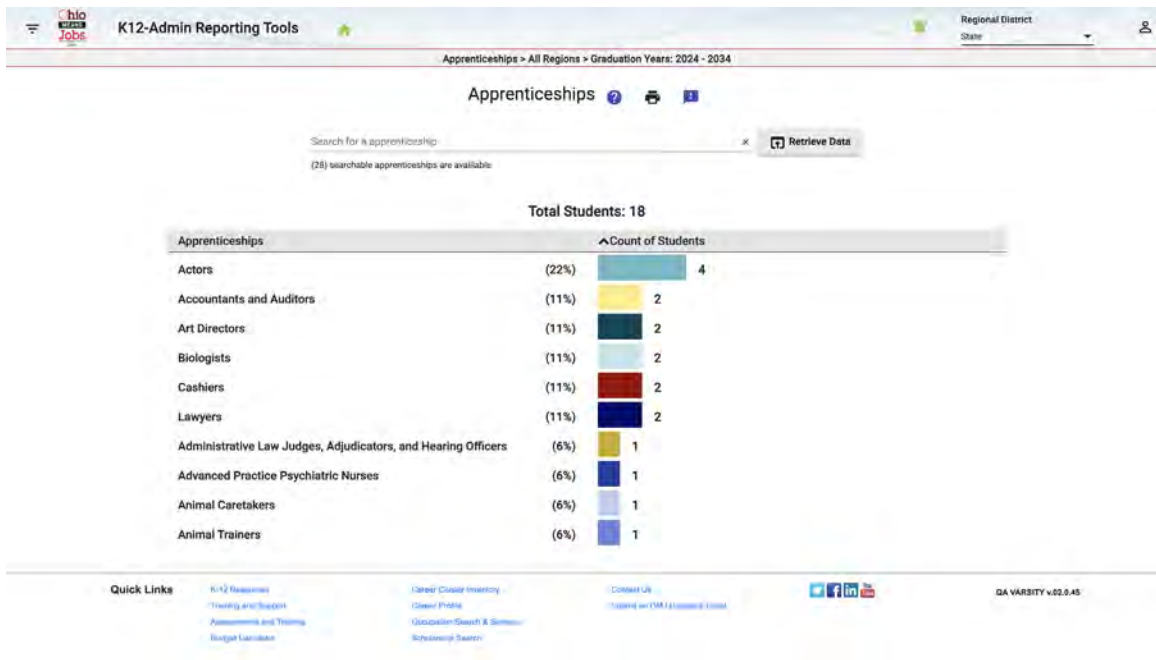 Ohio
MEANS
Jobs
K12-Admin Reporting Tools
Regional District
State
Apprenticeships > All Regions > Graduation Years: 2024 - 2034
Apprenticeships
Search for a apprenticeship
× Retrieve Data
(28) searchable apprenticeships are available
Total Students: 18
Apprenticeships Count of Students
Actors (22%) 4
Accountants and Auditors (11%) 2
Art Directors (11%) 2
Biologists (11%) 2
Cashiers (11%) 2
Lawyers (11%) 2
Administrative Law Judges, Adjudicators, and Hearing Officers (6%) 1
Advanced Practice Psychiatric Nurses (6%) 1
Animal Caretakers (6%) 1
Animal Trainers (6%) 1
Quick Links K-12 Resources Career Cluster Inventory Contact Us QA VARSITY v.02.0.45
Training and Support Career Profile
Assessments and Training Occupation Search &
Budget Calculator Scholarship Search